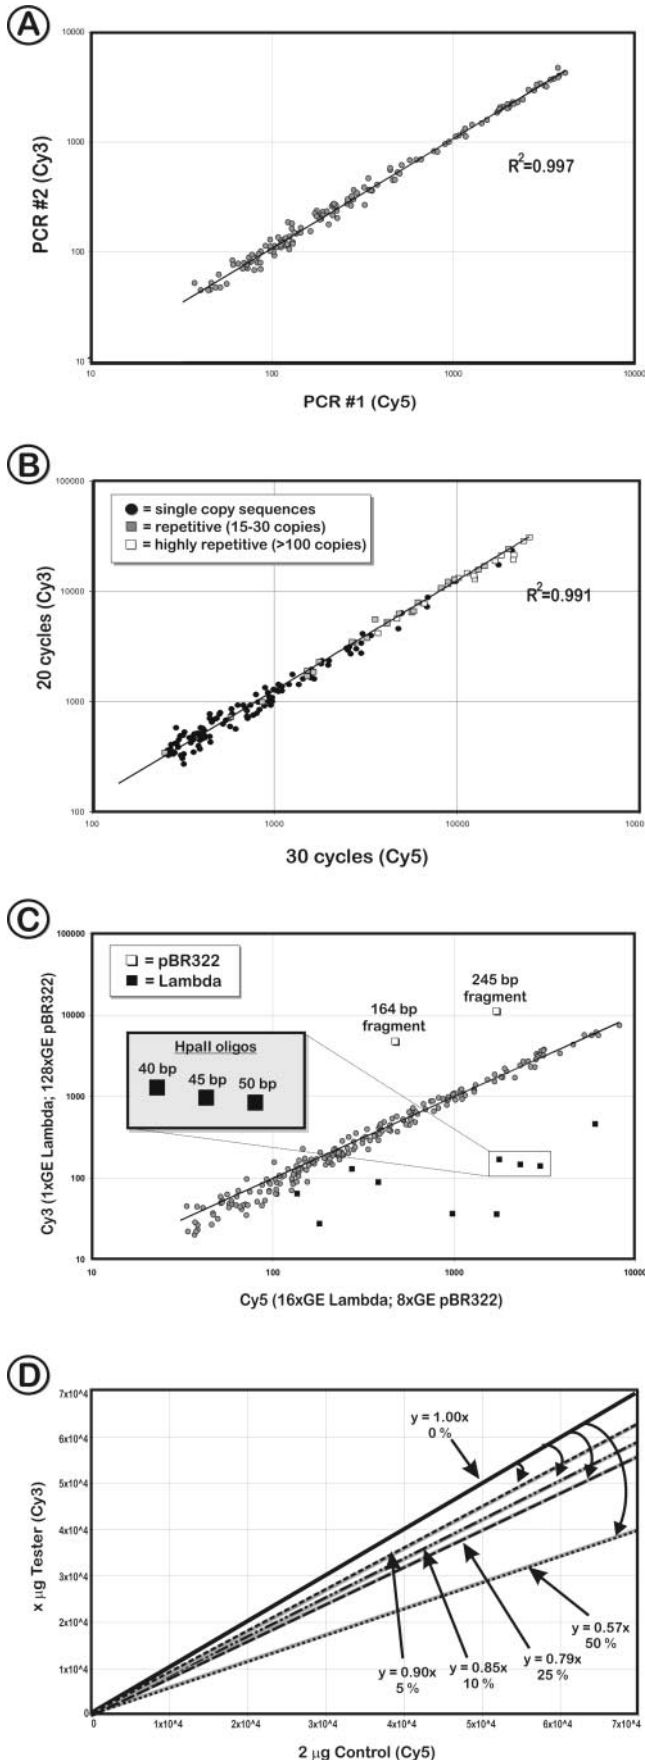 A
10000
1000
100
10
PCR #2 (Cy3)
R2=0.997
10
100
1000
10000
PCR #1 (Cy5)
B
100000
10000
1000
100
20 cycles (Cy3)
= single copy sequences
= repetitive (15-30 copies)
= highly repetitive (>100 copies)
R2=0.991
100
1000
10000
1000
30 cycles (Cy5)
C
100000
10000
1000
100
10
Cy3 (1xGE Lambda; 128xGE pBR322)
= pBR322
= Lambda
164 bp
fragment
245 bp
fragment
HpaII oligos
40 bp
45 bp
50 bp
10
100
1000
10000
Cy5 (16xGE Lambda; 8xGE pBR322)
D
7x10^4
6x10^4
5x10^4
4x10^4
3x10^4
2x10^4
1x10^4
0
x µg Tester (Cy3)
y = 1.00x
0 %
y = 0.57x
50 %
y = 0.79x
25 %
y = 0.85x
10 %
y = 0.90x
5 %
0
1x10^4
2x10^4
3x10^4
4x10^4
5x10^4
6x10^4
7x10^4
2 µg Control (Cy5)